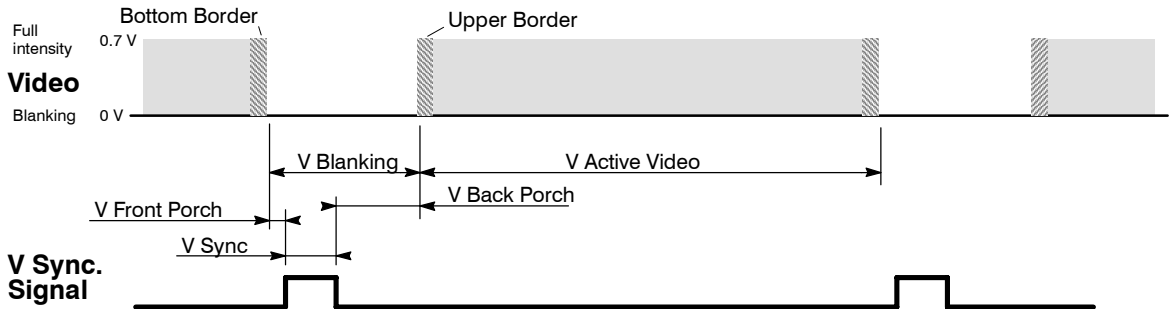 Bottom Border
Upper Border
Full
intensity
0.7 V
Video
Blanking
0 V
V Blanking
V Active Video
V Front Porch
V Back Porch
V Sync
V Sync.
Signal